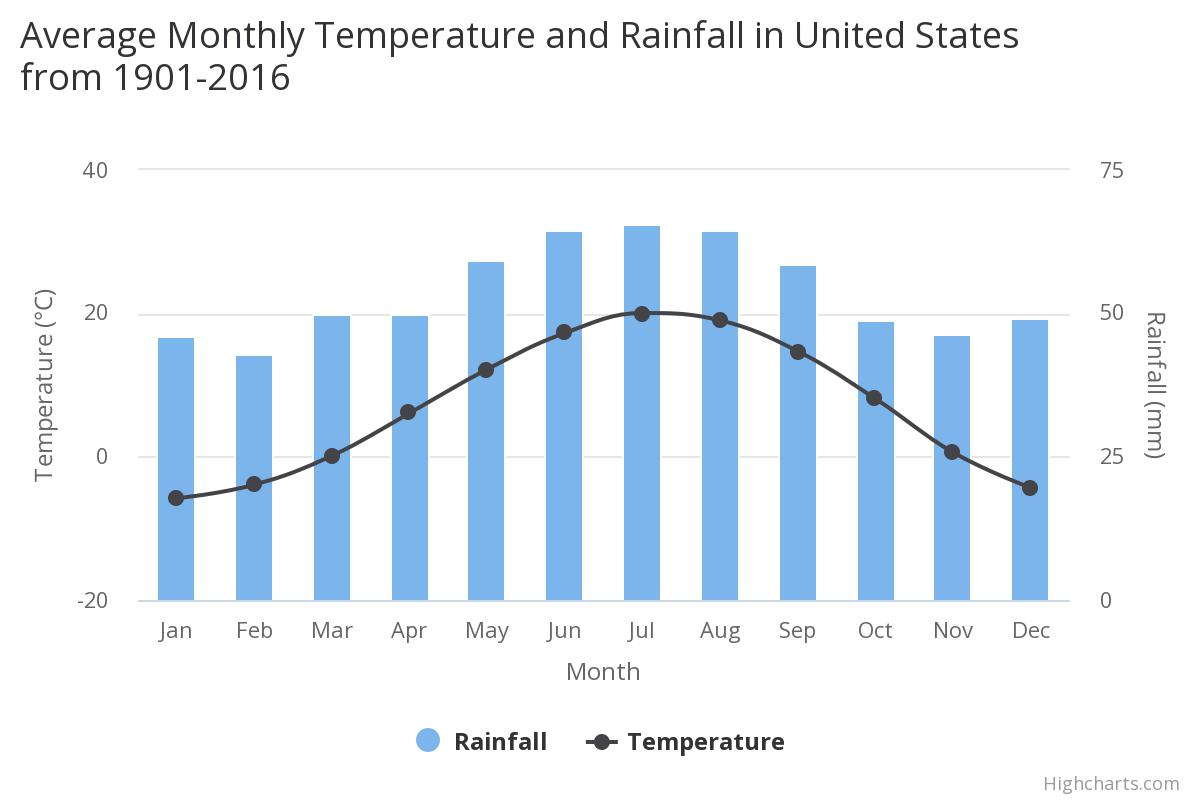 Average Monthly Temperature and Rainfall in United States
from 1901-2016
40
20
0
-20
Temperature (°C)
75
50
25
0
Rainfall (mm)
Jan Feb Mar Apr May Jun Jul Aug Sep Oct Nov Dec
Month
Rainfall Temperature
Highcharts.com